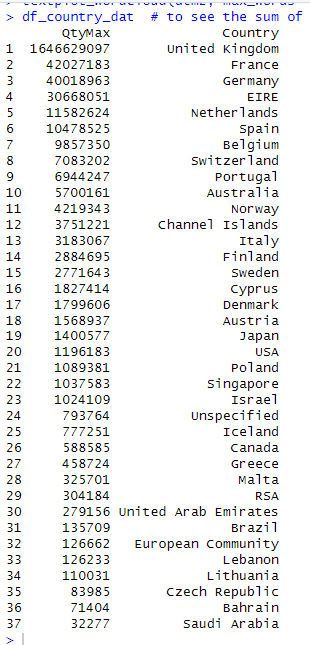 > df_country_dat # to see the sum of
QtyMax Country
1 1646629097 United Kingdom
2 42027183 France
3 40018963 Germany
4 30668051 EIRE
5 11582624 Netherlands
6 10478525 Spain
7 9857350 Belgium
8 7083202 Switzerland
9 6944247 Portugal
10 5700161 Australia
11 4219343 Norway
12 3751221 Channel Islands
13 3183067 Italy
14 2884695 Finland
15 2771643 Sweden
16 1827414 Cyprus
17 1799606 Denmark
18 1568937 Austria
19 1400577 Japan
20 1196183 USA
21 1089381 Poland
22 1037583 Singapore
23 1024109 Israel
24 793764 Unspecified
25 777251 Iceland
26 588585 Canada
27 458724 Greece
28 325701 Malta
29 304184 RSA
30 279156 United Arab Emirates
31 135709 Brazil
32 126662 European Community
33 126233 Lebanon
34 110031 Lithuania
35 83985 Czech Republic
36 71404 Bahrain
37 32277 Saudi Arabia
>